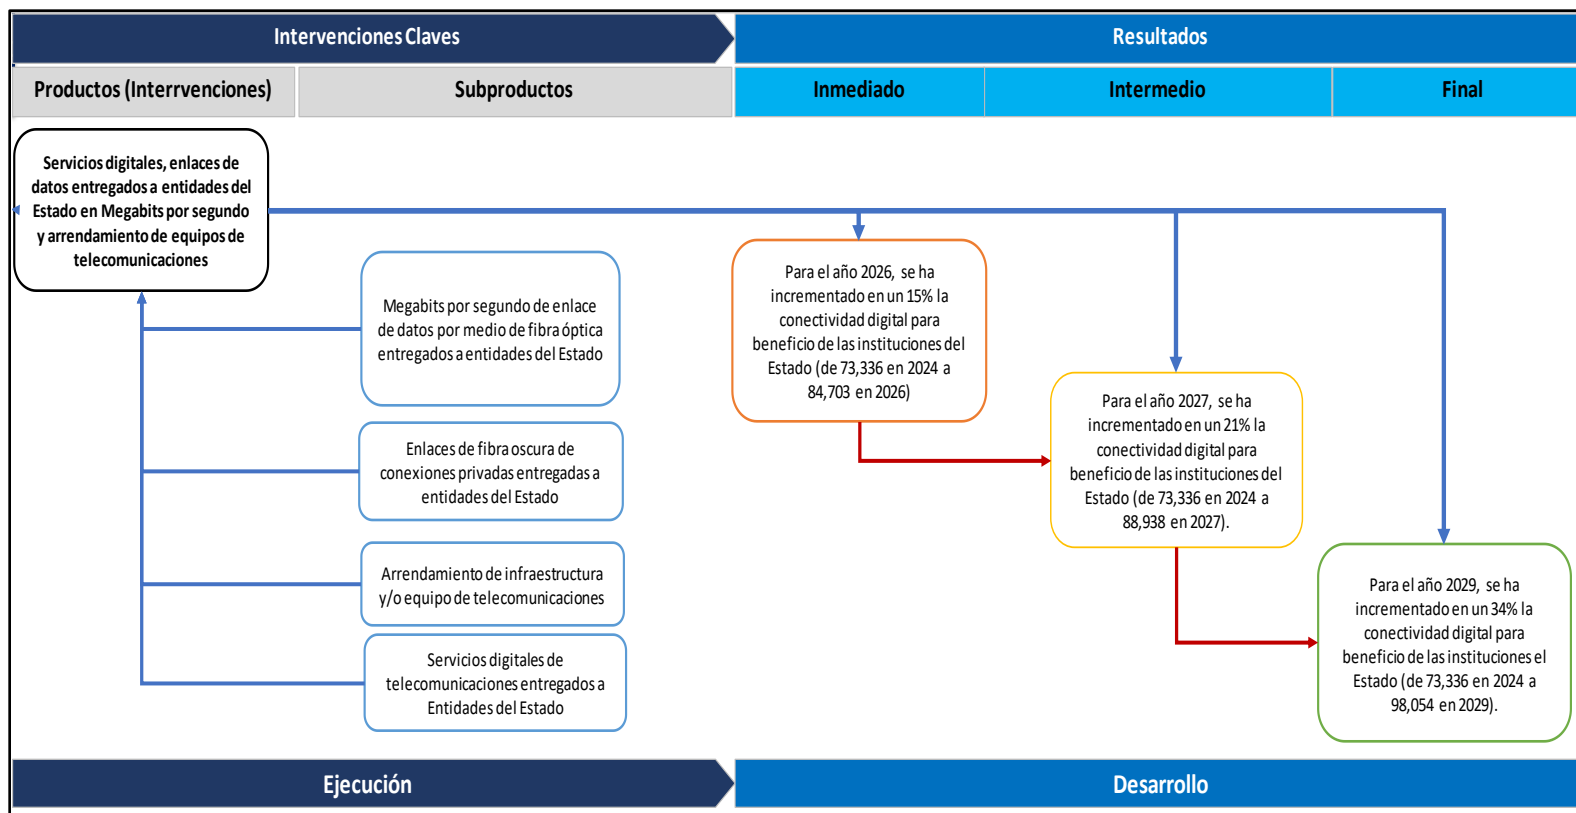 Intervenciones Claves
Resultados
Productos (Interrvenciones)
Subproductos
Inmediado
Intermedio
Final
Servicios digitales, enlaces de
datos entregados a entidades del
Estado en Megabits por segundo
y arrendamiento de equipos de
telecomunicaciones
Megabits por segundo de enlace
de datos por medio de fibra óptica
entregados a entidades del Estado
Enlaces de fibra oscura de
conexiones privadas entregadas a
entidades del Estado
Arrendamiento de infraestructura
y/o equipo de telecomunicaciones
Servicios digitales de
telecomunicaciones entregados a
Entidades del Estado
Para el año 2026, se ha
incrementado en un 15% la
conectividad digital para
beneficio de las instituciones del
Estado (de 73,336 en 2024 a
84,703 en 2026)
Para el año 2027, se ha
incrementado en un 21% la
conectividad digital para
beneficio de las instituciones del
Estado (de 73,336 en 2024 a
88,938 en 2027).
Para el año 2029, se ha
incrementado en un 34% la
conectividad digital para
beneficio de las instituciones el
Estado (de 73,336 en 2024 a
98,054 en 2029).
Ejecución
Desarrollo